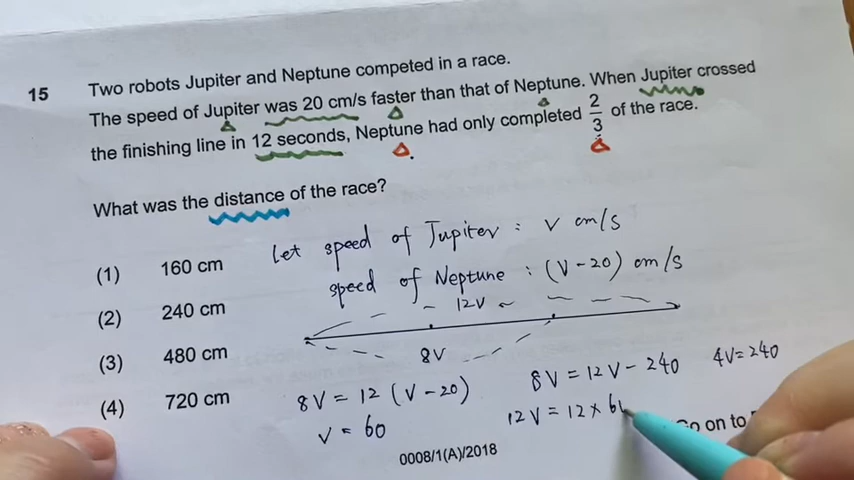 15 Two robots Jupiter and Neptune competed in a race.
The speed of Jupiter was 20 cm/s faster than that of Neptune. When Jupiter crossed
the finishing line in 12 seconds, Neptune had only completed 2/3 of the race.
What was the distance of the race?
(1) 160 cm
(2) 240 cm
(3) 480 cm
(4) 720 cm
Let speed of Jupiter : V cm/s
speed of Neptune : (V-20) cm/s
12V
8V
8V = 12 (V-20)
V = 60
8V = 12V - 240
4V = 240
12V = 12 × 6
on to
0008/1(A)/2018